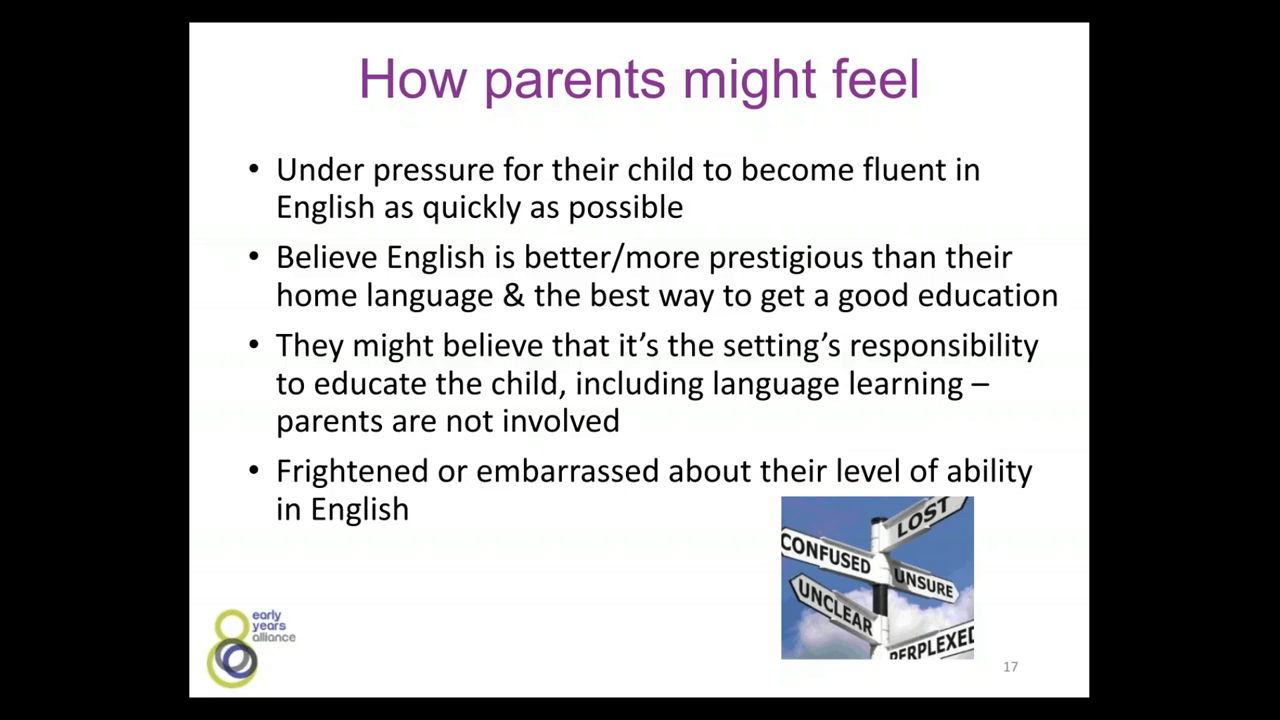 How parents might feel
• Under pressure for their child to become fluent in
English as quickly as possible
• Believe English is better/more prestigious than their
home language & the best way to get a good education
• They might believe that it's the setting's responsibility
to educate the child, including language learning –
parents are not involved
• Frightened or embarrassed about their level of ability
in English
LOST
CONFUSED
UNSURE
UNCLEAR
PERPLEXED
early
years
alliance
17